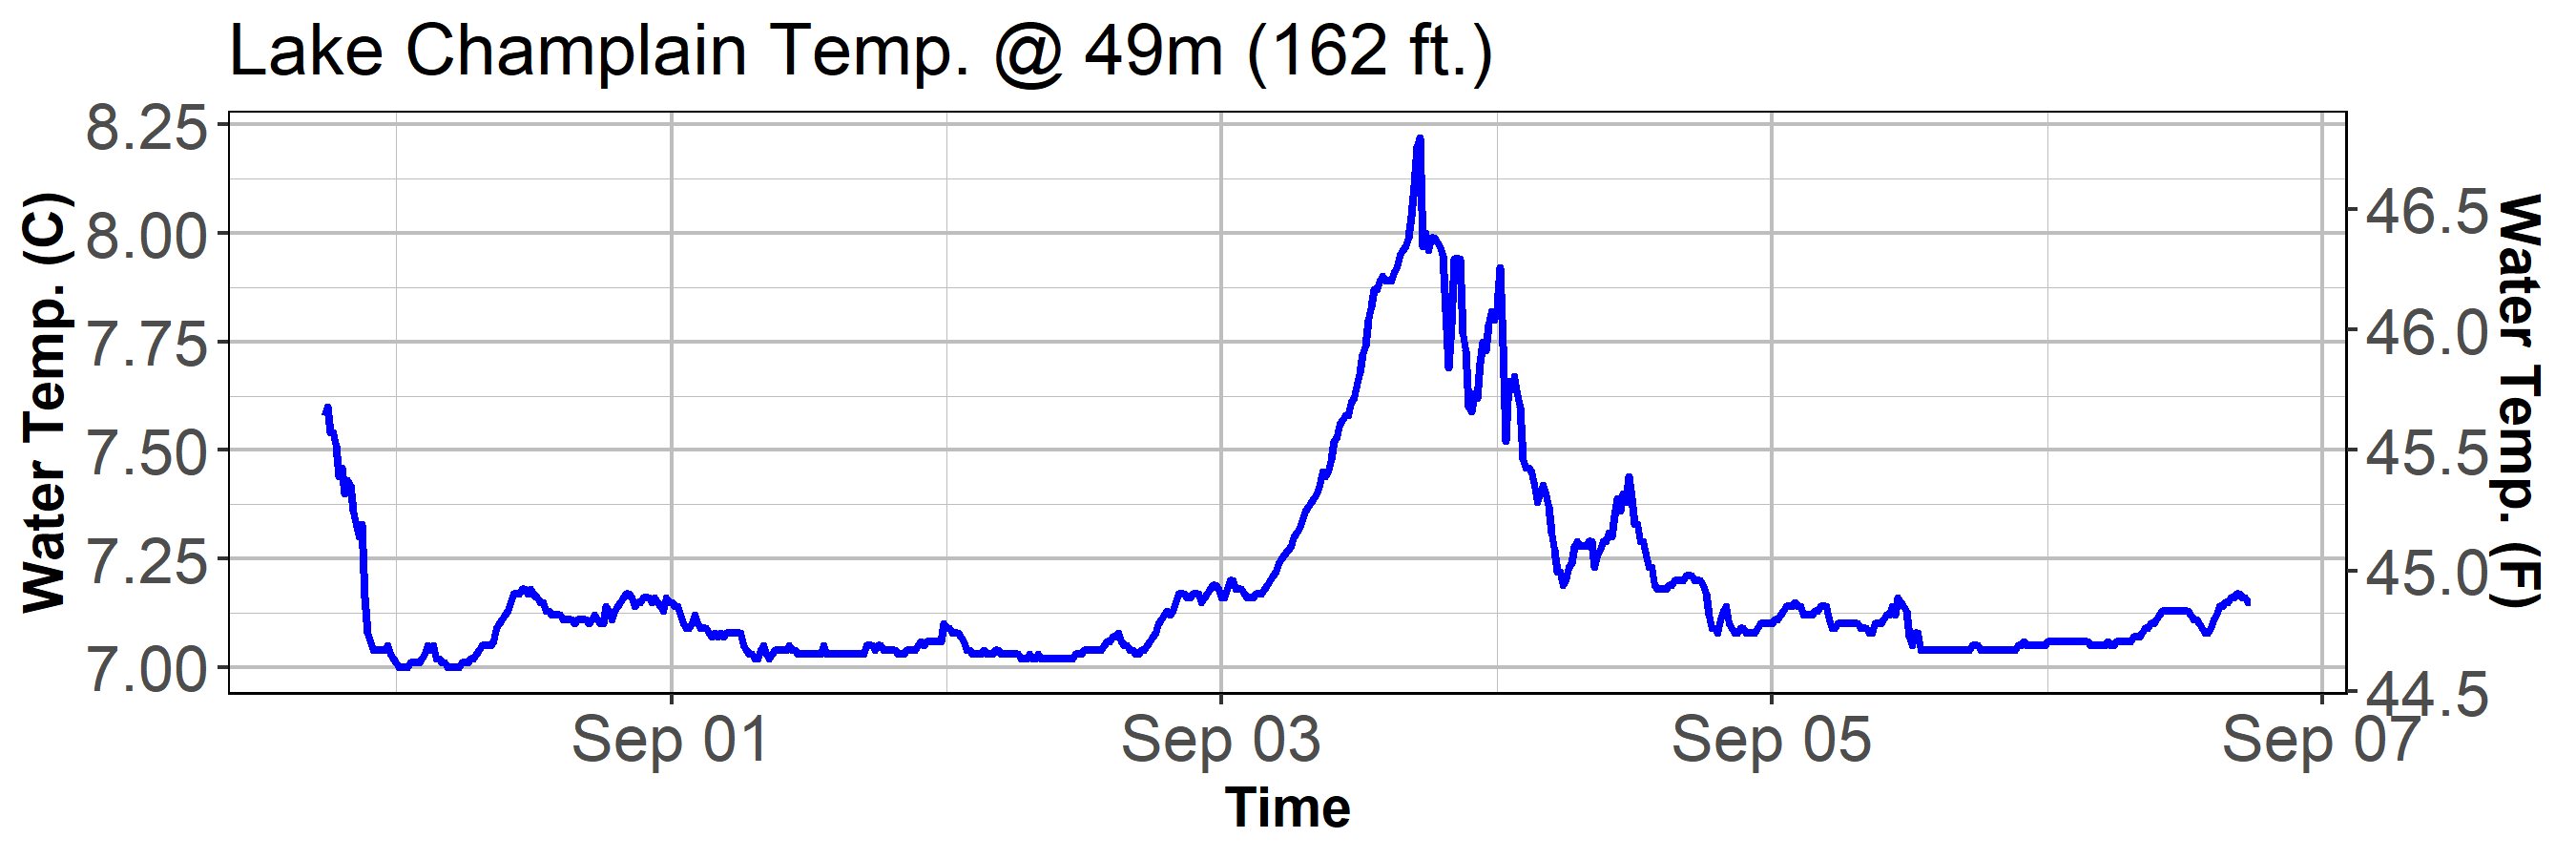 Lake Champlain Temp. @ 49m (162 ft.)
Water Temp. (C)
8.25
8.00
7.75
7.50
7.25
7.00
46.5
46.0
45.5
45.0
44.5
Water Temp. (F)
Sep 01
Sep 03
Sep 05
Sep 07
Time